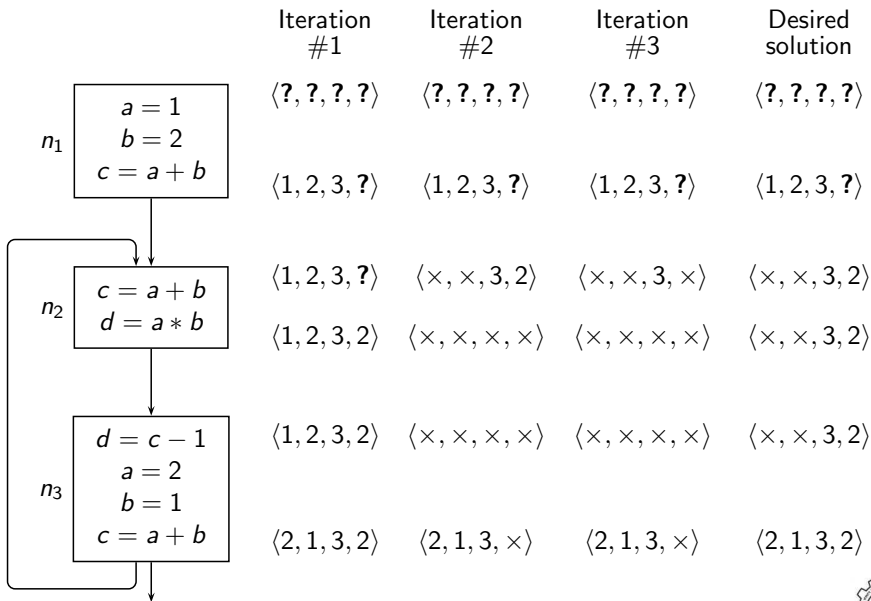 Iteration #1 Iteration #2 Iteration #3 Desired solution
⟨?, ?, ?, ?⟩ ⟨?, ?, ?, ?⟩ ⟨?, ?, ?, ?⟩ ⟨?, ?, ?, ?⟩
n₁
a = 1
b = 2
c = a + b
⟨1, 2, 3, ?⟩ ⟨1, 2, 3, ?⟩ ⟨1, 2, 3, ?⟩ ⟨1, 2, 3, ?⟩
n₂
c = a + b
d = a ∗ b
⟨1, 2, 3, ?⟩ ⟨×, ×, 3, 2⟩ ⟨×, ×, 3, ×⟩ ⟨×, ×, 3, 2⟩
⟨1, 2, 3, 2⟩ ⟨×, ×, ×, ×⟩ ⟨×, ×, ×, ×⟩ ⟨×, ×, 3, 2⟩
n₃
d = c − 1
a = 2
b = 1
c = a + b
⟨1, 2, 3, 2⟩ ⟨×, ×, ×, ×⟩ ⟨×, ×, ×, ×⟩ ⟨×, ×, 3, 2⟩
⟨2, 1, 3, 2⟩ ⟨2, 1, 3, ×⟩ ⟨2, 1, 3, ×⟩ ⟨2, 1, 3, 2⟩